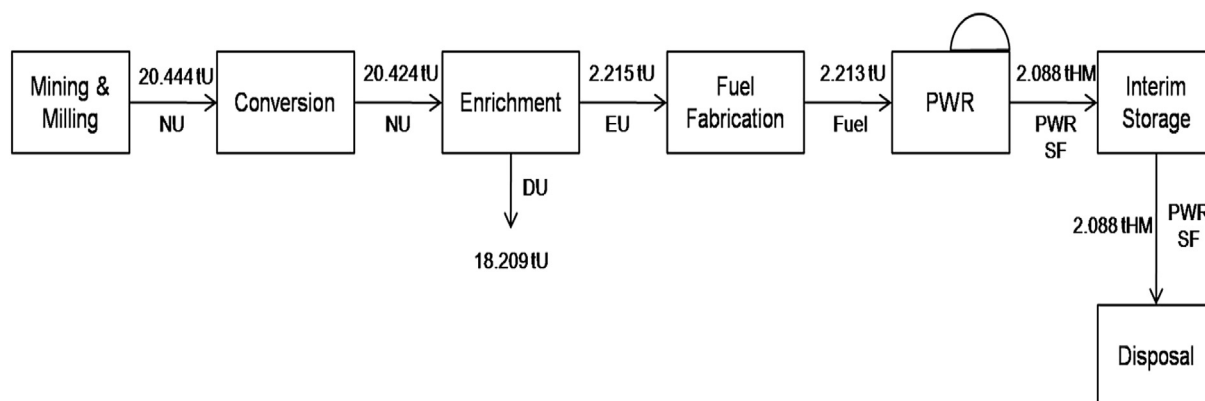 Mining &
Milling
20.444 tU
NU
Conversion
20.424 tU
NU
Enrichment
2.215 tU
EU
Fuel
Fabrication
2.213 tU
Fuel
PWR
2.088 tHM
PWR
SF
Interim
Storage
DU
18.209 tU
2.088 tHM
PWR
SF
Disposal